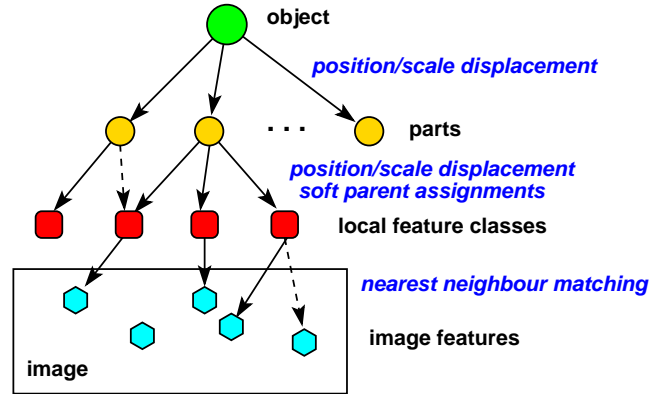 object
position/scale displacement
. . .
parts
position/scale displacement
soft parent assignments
local feature classes
nearest neighbour matching
image features
image